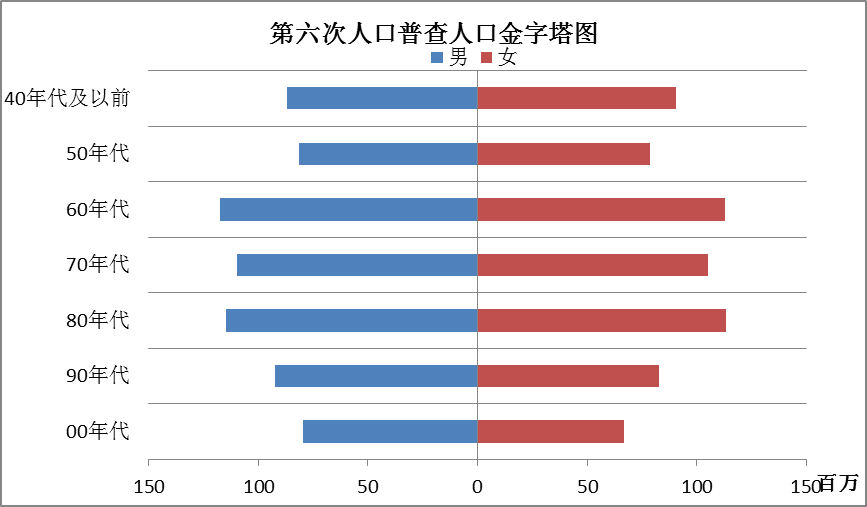 第六次人口普查人口金字塔图
男 女
40年代及以前
50年代
60年代
70年代
80年代
90年代
00年代
150 100 50 0 50 100 150 百万